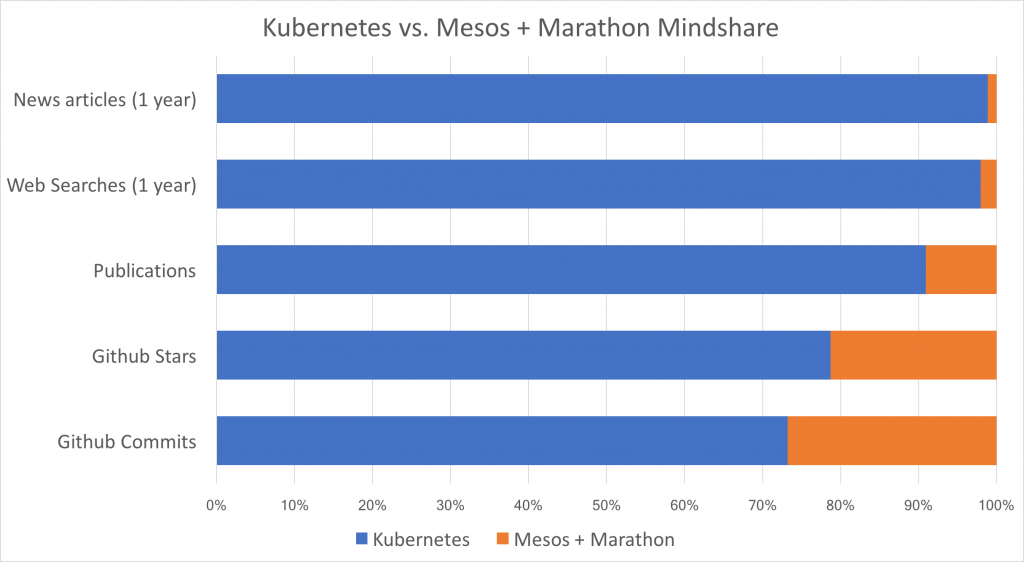 Kubernetes vs. Mesos + Marathon Mindshare
News articles (1 year)
Web Searches (1 year)
Publications
Github Stars
Github Commits
0% 10% 20% 30% 40% 50% 60% 70% 80% 90% 100%
Kubernetes Mesos + Marathon